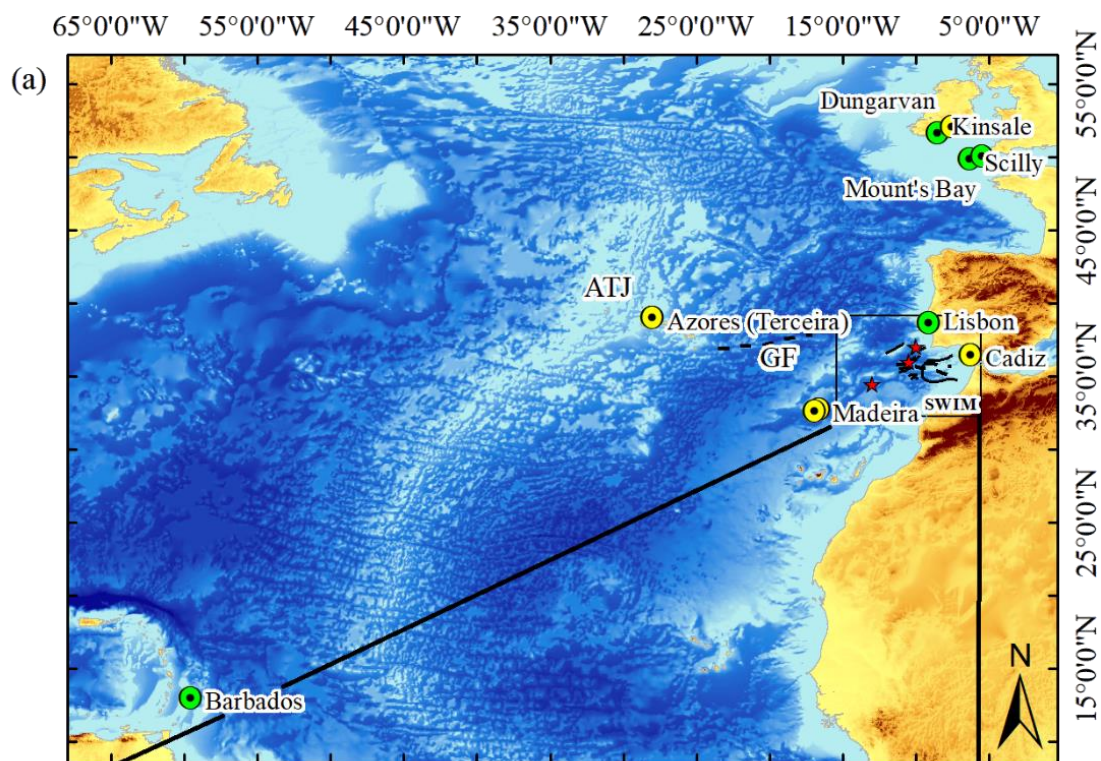 65°0'0"W 55°0'0"W 45°0'0"W 35°0'0"W 25°0'0"W 15°0'0"W 5°0'0"W
(a)
55°0'0"N
Dungarvan
Kinsale
Scilly
Mount's Bay
45°0'0"N
ATJ
Azores (Terceira)
Lisbon
GF
Cadiz
35°0'0"N
SWIM
Madeira
25°0'0"N
15°0'0"N
N
Barbados